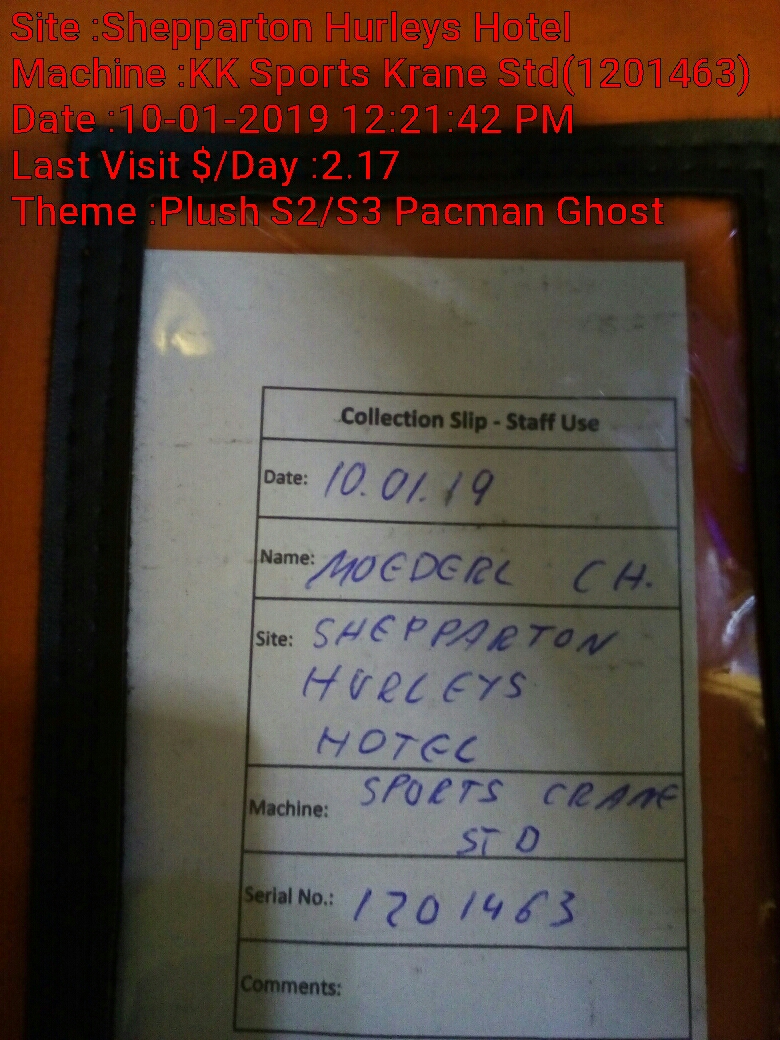 Site :Shepparton Hurleys Hotel
Machine :KK Sports Krane Std(1201463)
Date :10-01-2019 12:21:42 PM
Last Visit $/Day :2.17
Theme :Plush S2/S3 Pacman Ghost
Collection Slip - Staff Use
Date: 10.01.19
Name: MOEDERL CH.
Site: SHEPPARTON
HURLEYS
HOTEL
Machine: SPORTS CRANE
STD
Serial No.: 1201463
Comments: